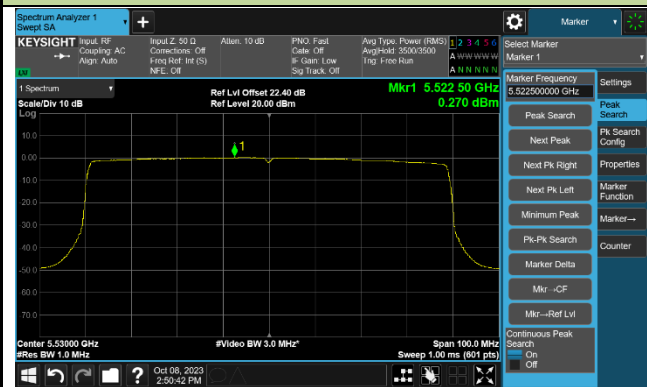 Spectrum Analyzer 1
Swept SA
+
Marker
KEYSIGHT
Input: RF
Coupling: AC
Align: Auto
Input Z: 50 Ω
Corrections: Off
Freq Ref: Int (S)
NFE: Off
Atten: 10 dB
PNO: Fast
Gate: Off
IF Gain: Low
Sig Track: Off
Avg Type: Power (RMS)
Avg|Hold: 3500/3500
Trig: Free Run
1 2 3 4 5 6
A W W W W W
A N N N N N
Select Marker
Marker 1
1 Spectrum
Scale/Div 10 dB
Log
Ref Lvl Offset 22.40 dB
Ref Level 20.00 dBm
Mkr1 5.522 50 GHz
0.270 dBm
10.0
0.00
10.0
20.0
30.0
40.0
-50.0
60.0
70.0
1
Center 5.53000 GHz
#Res BW 1.0 MHz
#Video BW 3.0 MHz*
Span 100.0 MHz
Sweep 1.00 ms (601 pts)
Marker Frequency
5.522500000 GHz
Peak Search
Next Peak
Next Pk Right
Next Pk Left
Minimum Peak
Pk-Pk Search
Marker Delta
Mkr→CF
Mkr→Ref Lvl
Continuous Peak
Search
On
Off
Settings
Peak
Search
Pk Search
Config
Properties
Marker
Function
Marker→
Counter
?
Oct 08, 2023
2:50:42 PM